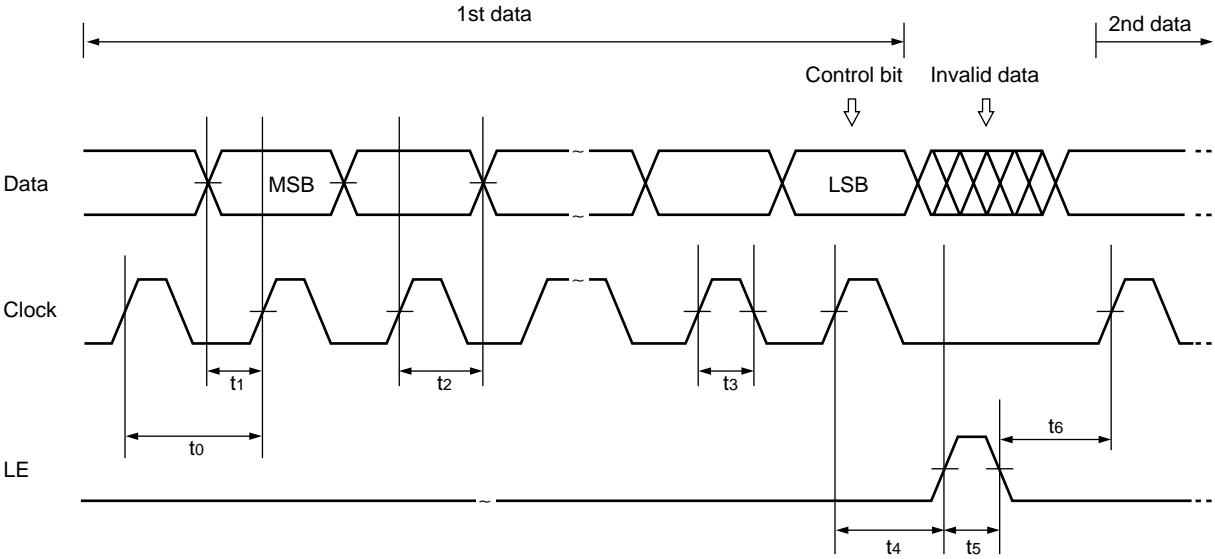 1st data
2nd data
Control bit
Invalid data
Data
MSB
LSB
~
~
Clock
~
t1
t2
t3
t0
t6
LE
~
t4
t5